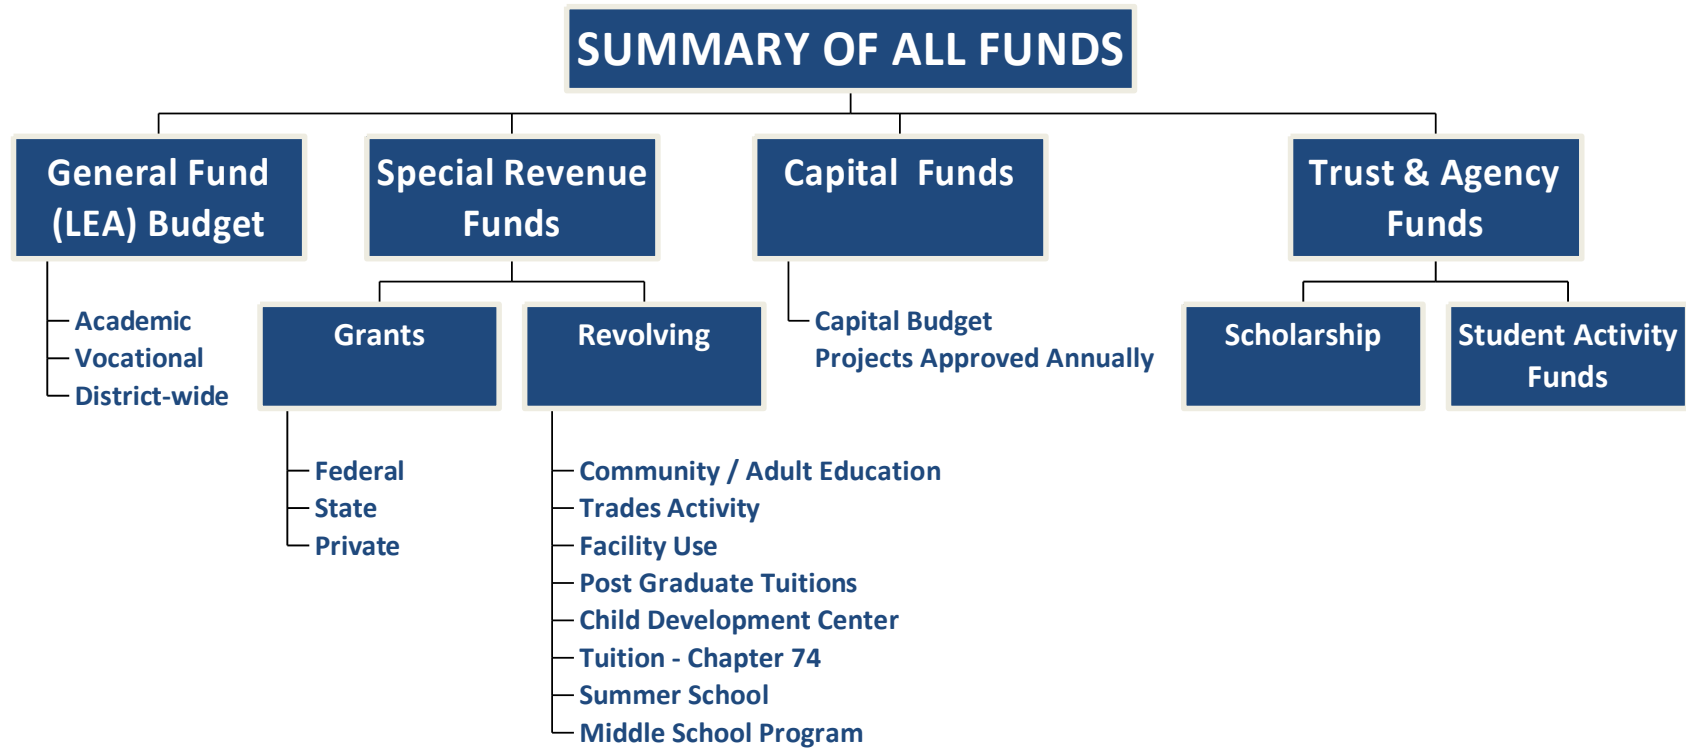 SUMMARY OF ALL FUNDS
General Fund
(LEA) Budget
Special Revenue
Funds
Capital Funds
Trust & Agency
Funds
Academic
Vocational
District-wide
Grants
Revolving
Capital Budget
Projects Approved Annually
Scholarship
Student Activity
Funds
Federal
State
Private
Community / Adult Education
Trades Activity
Facility Use
Post Graduate Tuitions
Child Development Center
Tuition - Chapter 74
Summer School
Middle School Program